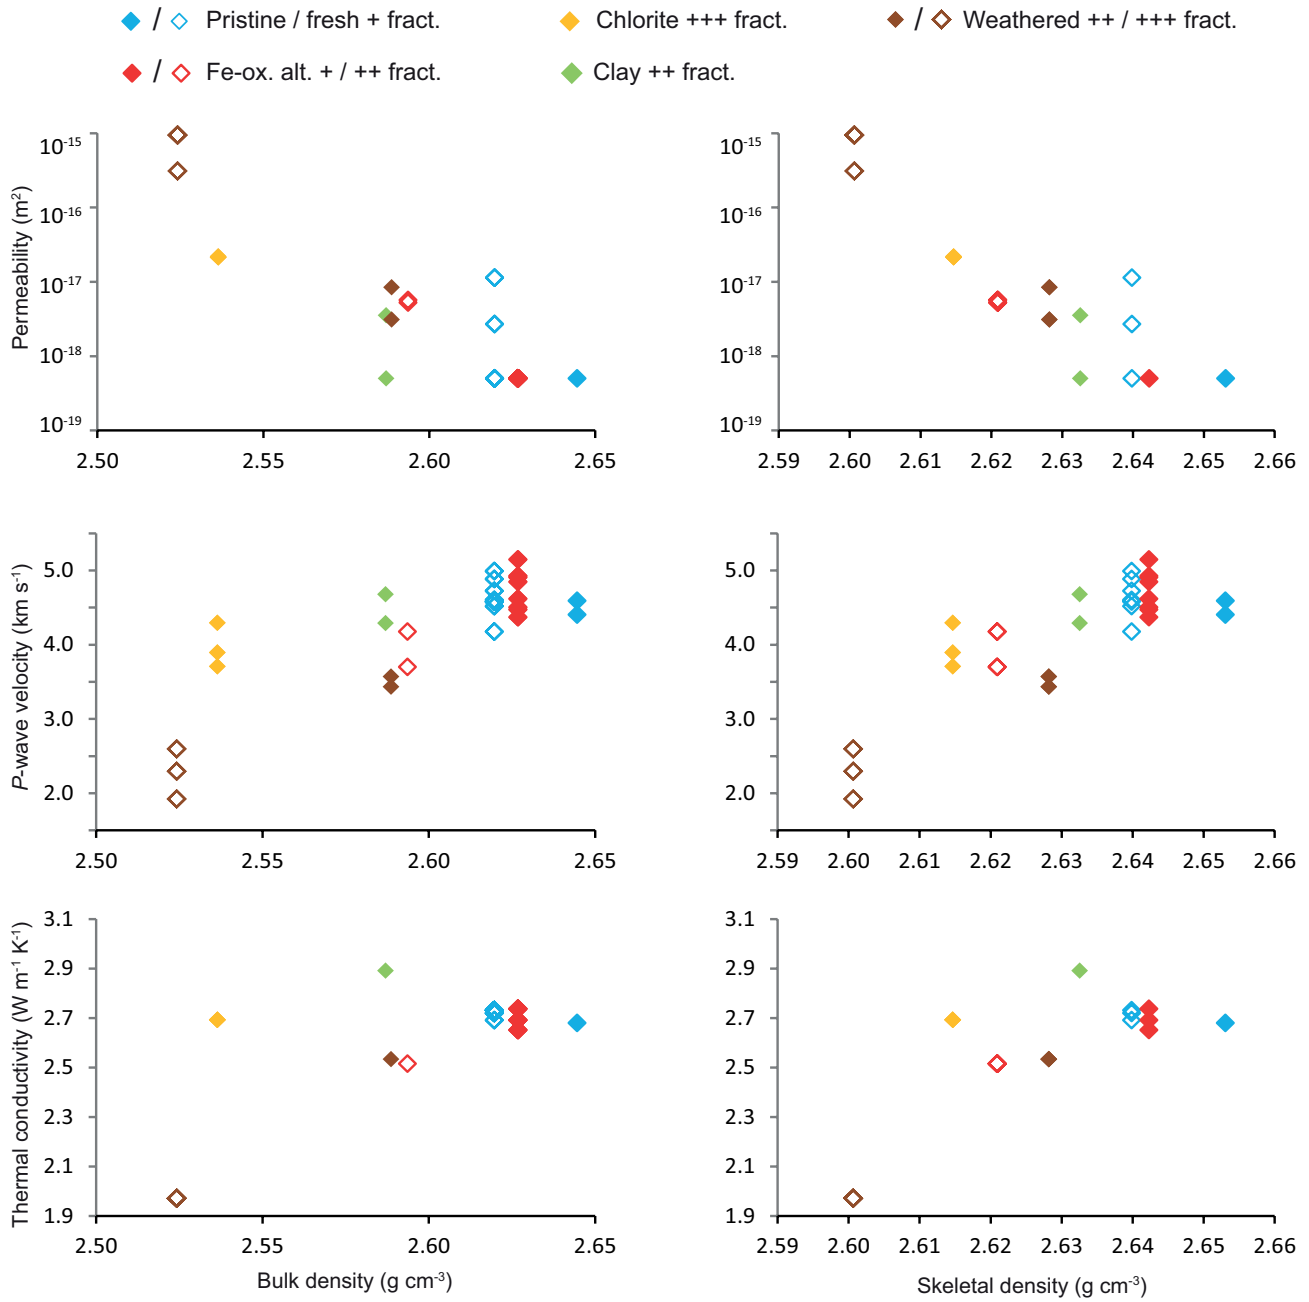 / Pristine / fresh + fract. Chlorite +++ fract. / Weathered ++ / +++ fract.
/ Fe-ox. alt. + / ++ fract. Clay ++ fract.
Permeability (m²)
10⁻¹⁵
10⁻¹⁶
10⁻¹⁷
10⁻¹⁸
10⁻¹⁹
2.50 2.55 2.60 2.65
10⁻¹⁵
10⁻¹⁶
10⁻¹⁷
10⁻¹⁸
10⁻¹⁹
2.59 2.60 2.61 2.62 2.63 2.64 2.65 2.66
P-wave velocity (km s⁻¹)
5.0
4.0
3.0
2.0
2.50 2.55 2.60 2.65
5.0
4.0
3.0
2.0
2.59 2.60 2.61 2.62 2.63 2.64 2.65 2.66
Thermal conductivity (W m⁻¹ K⁻¹)
3.1
2.9
2.7
2.5
2.3
2.1
1.9
2.50 2.55 2.60 2.65
Bulk density (g cm⁻³)
3.1
2.9
2.7
2.5
2.3
2.1
1.9
2.59 2.60 2.61 2.62 2.63 2.64 2.65 2.66
Skeletal density (g cm⁻³)